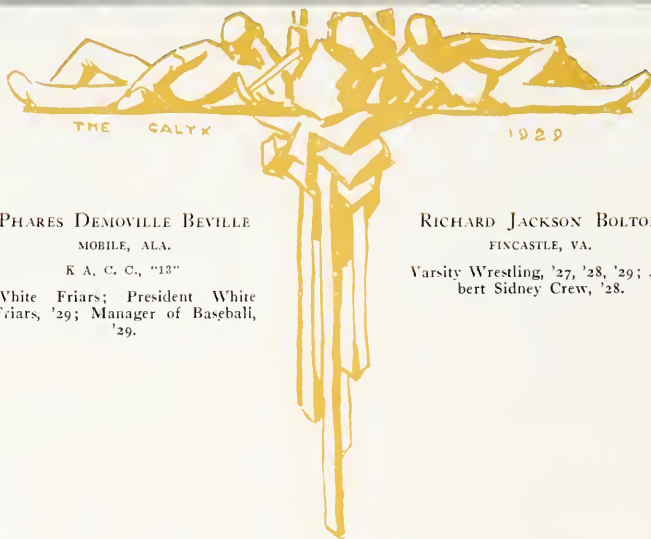 THE CALYX 1929
PHARES DEMOVILLE BEVILLE
MOBILE, ALA.
K A, C. C., "13"
White Friars; President White
Friars, '29; Manager of Baseball,
'29.
RICHARD JACKSON BOLTO
FINCASTLE, VA.
Varsity Wrestling, '27, '28, '29;
bert Sidney Crew, '28.